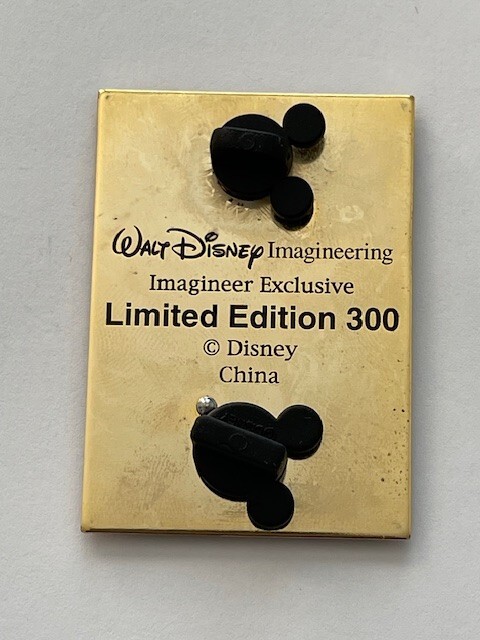 Walt Disney Imagineering
Imagineer Exclusive
Limited Edition 300
© Disney
China